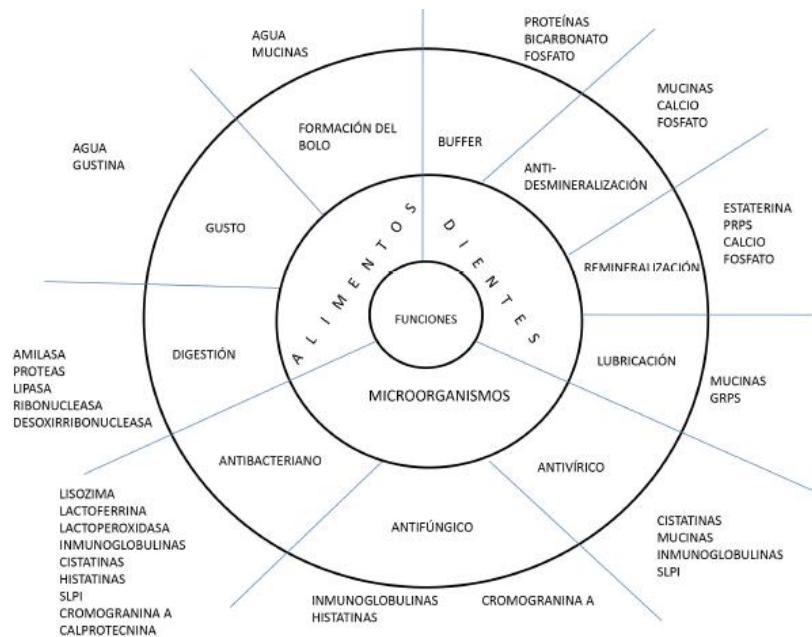 AGUA
MUCINAS
PROTEÍNAS
BICARBONATO
FOSFATO
MUCINAS
CALCIO
FOSFATO
AGUA
GUSTINA
FORMACIÓN DEL
BOLO
BUFFER
ANTI-
DESMINERALIZACIÓN
ESTATERINA
PRPS
CALCIO
FOSFATO
GUSTO
ALIMENTOS
DIENTES
REMINERALIZACIÓN
FUNCIONES
AMILASA
PROTEAS
LIPASA
RIBONUCLEASA
DESOXIRRIBONUCLEASA
DIGESTIÓN
LUBRICACIÓN
MUCINAS
GRPS
MICROORGANISMOS
ANTIBACTERIANO
ANTIVÍRICO
ANTIFÚNGICO
LISOZIMA
LACTOFERRINA
LACTOPEROXIDASA
INMUNOGLOBULINAS
CISTATINAS
HISTATINAS
SLPI
CROMOGRANINA A
CALPROTECNINA
INMUNOGLOBULINAS
HISTATINAS
CROMOGRANINA A
CISTATINAS
MUCINAS
INMUNOGLOBULINAS
SLPI